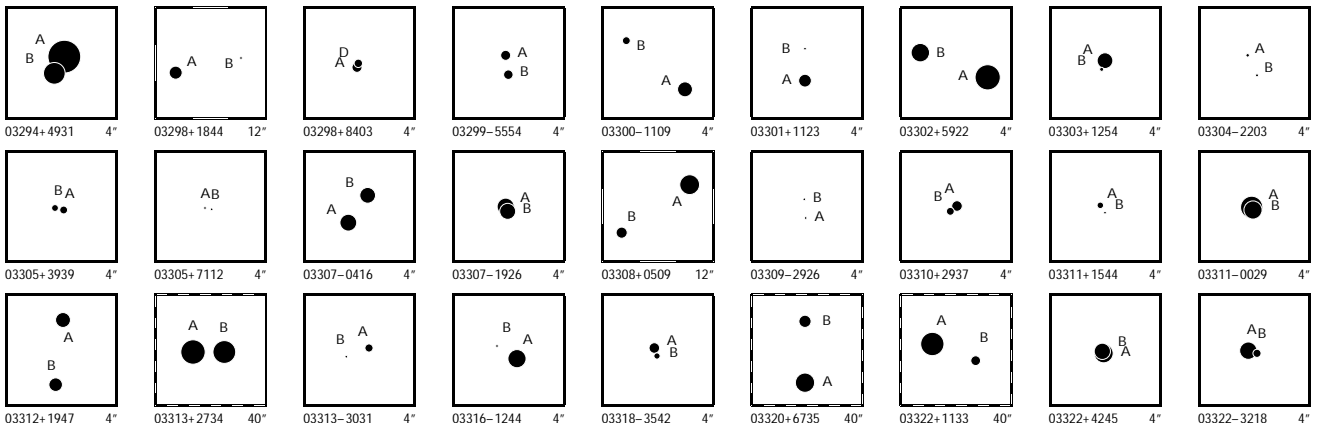 A
B
03294+4931 4″
A
B
03298+1844 12″
D
A
03298+8403 4″
A
B
03299−5554 4″
B
A
03300−1109 4″
B
A
03301+1123 4″
B
A
03302+5922 4″
A
B
03303+1254 4″
A
B
03304−2203 4″
B A
03305+3939 4″
A B
03305+7112 4″
B
A
03307−0416 4″
A
B
03307−1926 4″
A
B
03308+0509 12″
B
A
03309−2926 4″
A
B
03310+2937 4″
A
B
03311+1544 4″
A
B
03311−0029 4″
A
B
03312+1947 4″
A B
03313+2734 40″
A
B
03313−3031 4″
B
A
03316−1244 4″
A
B
03318−3542 4″
B
A
03320+6735 40″
A
B
03322+1133 40″
B
A
03322+4245 4″
A B
03322−3218 4″